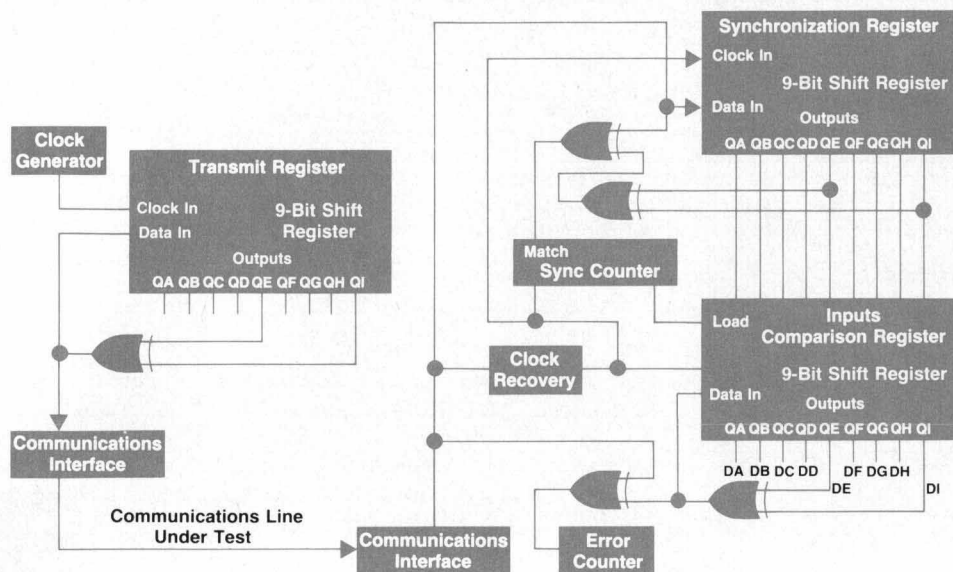 Clock
Generator
Transmit Register
Clock In
9-Bit Shift
Register
Data In
Outputs
QA QB QC QD QE QF QG QH QI
Communications
Interface
Communications Line
Under Test
Communications
Interface
Synchronization Register
Clock In
9-Bit Shift Register
Data In
Outputs
QA QB QC QD QE QF QG QH QI
Match
Sync Counter
Clock
Recovery
Load
Inputs
Comparison Register
9-Bit Shift Register
Data In
Outputs
QA QB QC QD QE QF QG QH QI
DA DB DC DD DF DG DH
DE DI
Error
Counter